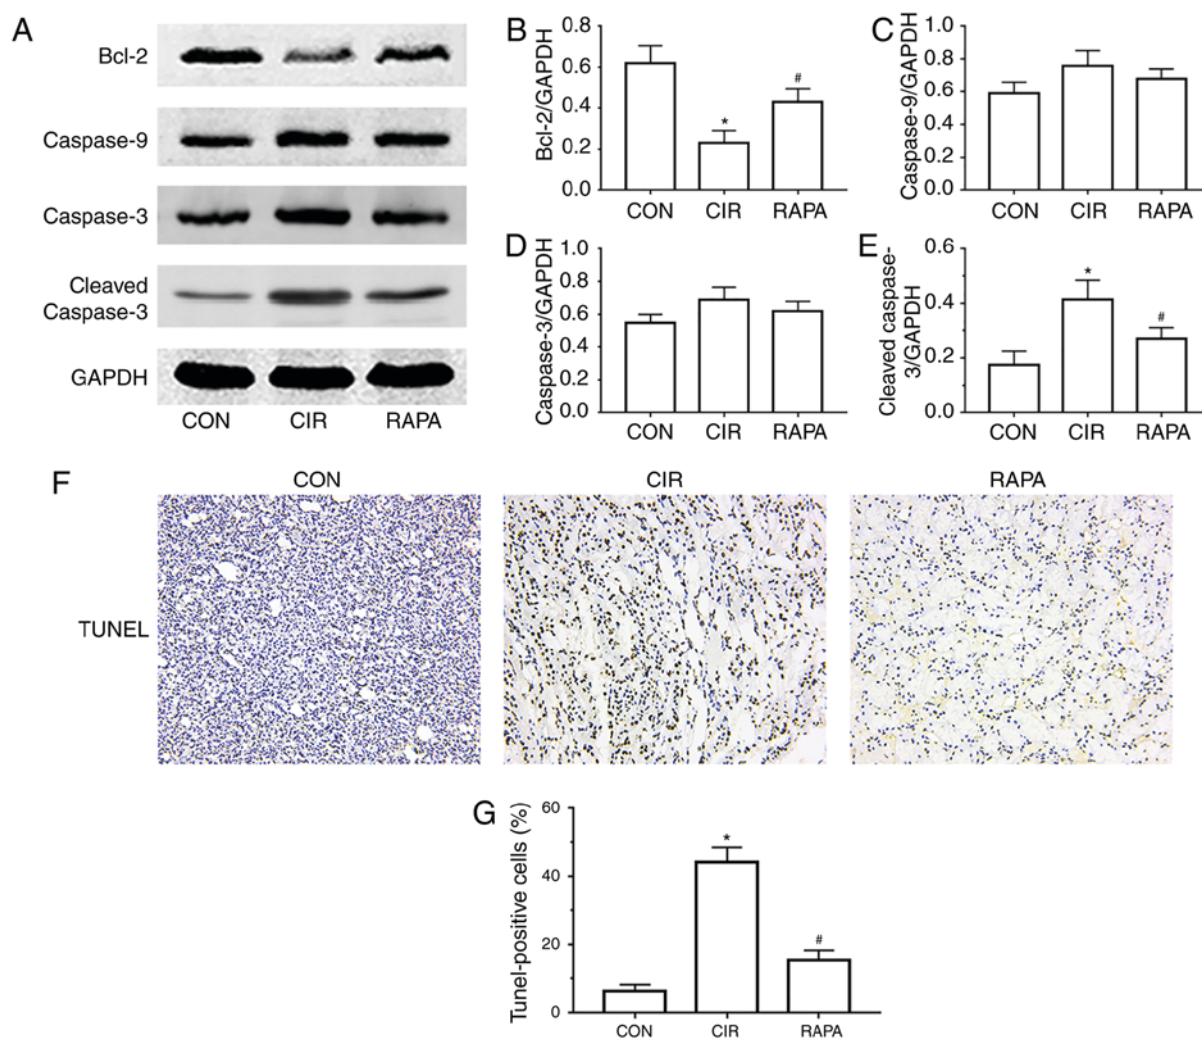 A
Bcl-2
Caspase-9
Caspase-3
Cleaved
Caspase-3
GAPDH
CON CIR RAPA
B
Bcl-2/GAPDH
0.8
0.6
0.4
0.2
0.0
*
#
CON CIR RAPA
C
Caspase-9/GAPDH
1.0
0.8
0.6
0.4
0.2
0.0
CON CIR RAPA
D
Caspase-3/GAPDH
1.0
0.8
0.6
0.4
0.2
0.0
CON CIR RAPA
E
Cleaved caspase-
3/GAPDH
0.6
0.4
0.2
0.0
*
#
CON CIR RAPA
F
CON CIR RAPA
TUNEL
G
Tunel-positive cells (%)
60
40
20
0
*
#
CON CIR RAPA